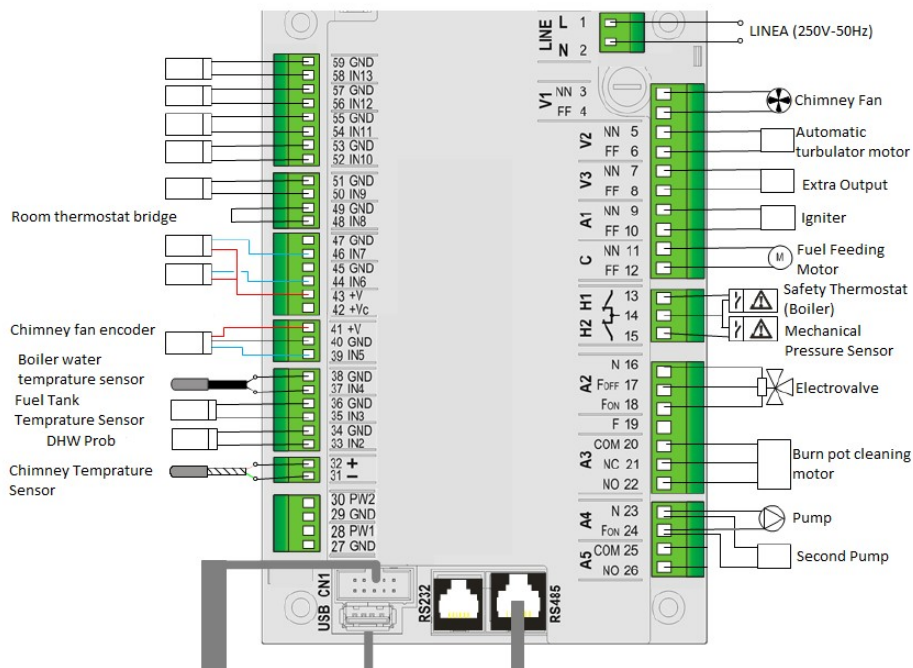 LINE L 1
N 2
LINEA (250V-50Hz)
V1 NN 3
FF 4
Chimney Fan
V2 NN 5
FF 6
Automatic
turbulator motor
V3 NN 7
FF 8
Extra Output
A1 NN 9
FF 10
Igniter
C NN 11
FF 12
M
Fuel Feeding
Motor
H1 13
14
H2 15
Safety Thermostat
(Boiler)
Mechanical
Pressure Sensor
A2 N 16
FOFF 17
FON 18
Electrovalve
F 19
A3 COM 20
NC 21
NO 22
Burn pot cleaning
motor
A4 N 23
FON 24
Pump
A5 COM 25
NO 26
Second Pump
59 GND
58 IN13
57 GND
56 IN12
55 GND
54 IN11
53 GND
52 IN10
51 GND
50 IN9
49 GND
48 IN8
Room thermostat bridge
47 GND
46 IN7
45 GND
44 IN6
43 +V
42 +Vc
41 +V
40 GND
39 IN5
Chimney fan encoder
38 GND
37 IN4
36 GND
35 IN3
34 GND
33 IN2
Boiler water
temprature sensor
Fuel Tank
Temprature Sensor
DHW Prob
32 +
31 −
Chimney Temprature
Sensor
30 PW2
29 GND
28 PW1
27 GND
USB CN1
RS232
RS485